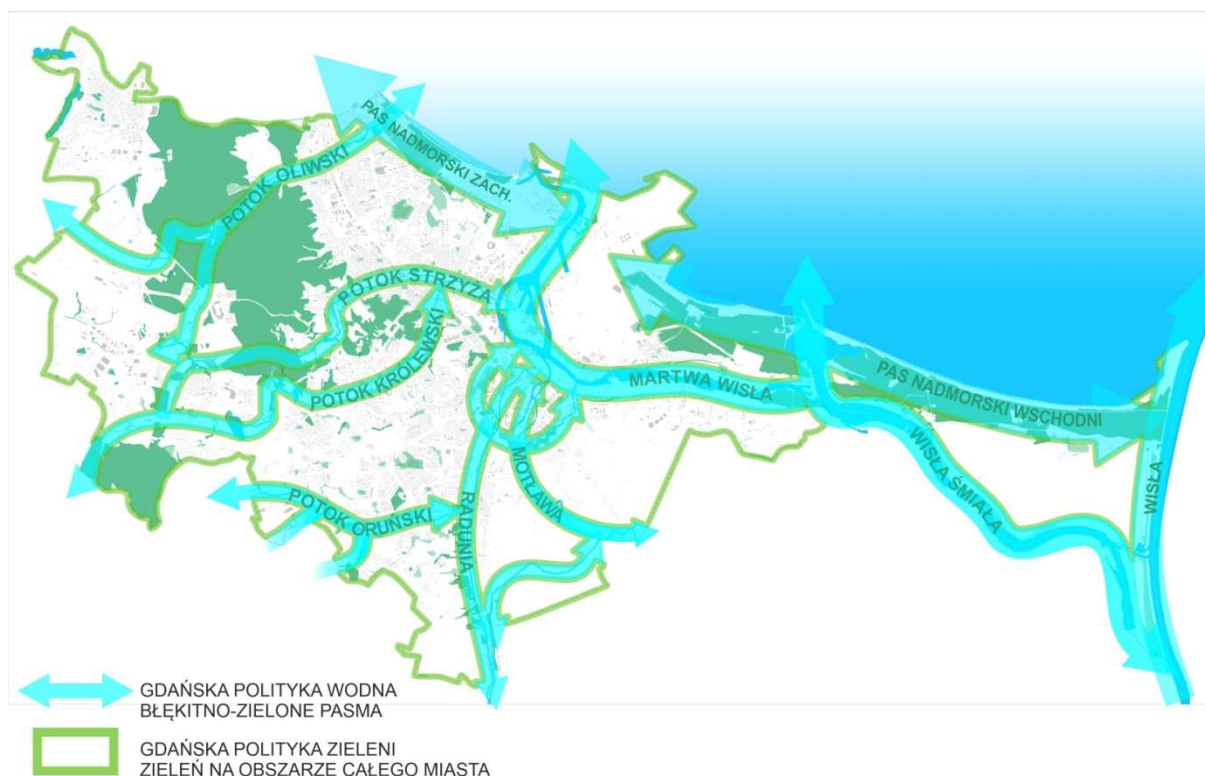 PAS NADMORSKI ZACH.
POTOK OLIWSKI
POTOK STRZYŻA
POTOK KRÓLEWSKI
MARTWA WISŁA
PAS NADMORSKI WSCHODNI
WISŁA ŚMIAŁA
WISŁA
MOTŁAWA
POTOK ORUŃSKI
RADUNIA
GDAŃSKA POLITYKA WODNA
BŁĘKITNO-ZIELONE PASMA
GDAŃSKA POLITYKA ZIELENI
ZIELEŃ NA OBSZARZE CAŁEGO MIASTA